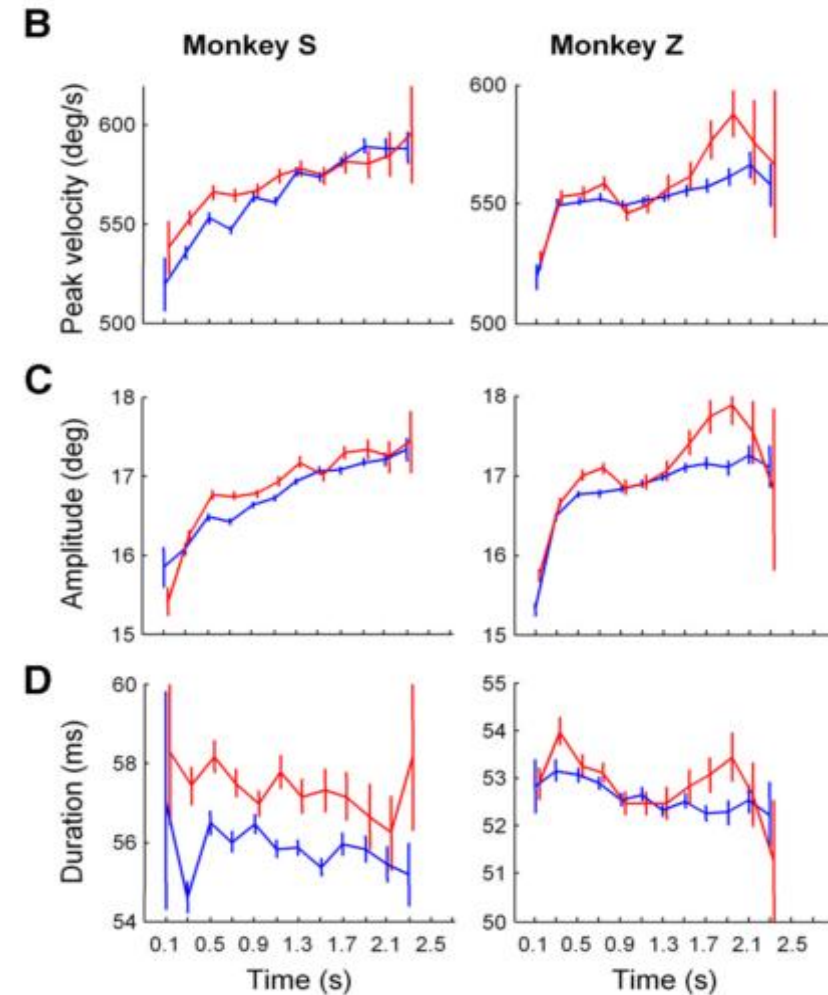 B
Monkey S Monkey Z
Peak velocity (deg/s)
600
550
500
600
550
500
C
Amplitude (deg)
18
17
16
15
18
17
16
15
D
Duration (ms)
60
58
56
54
55
54
53
52
51
50
0.1 0.5 0.9 1.3 1.7 2.1 2.5
0.1 0.5 0.9 1.3 1.7 2.1 2.5
Time (s) Time (s)